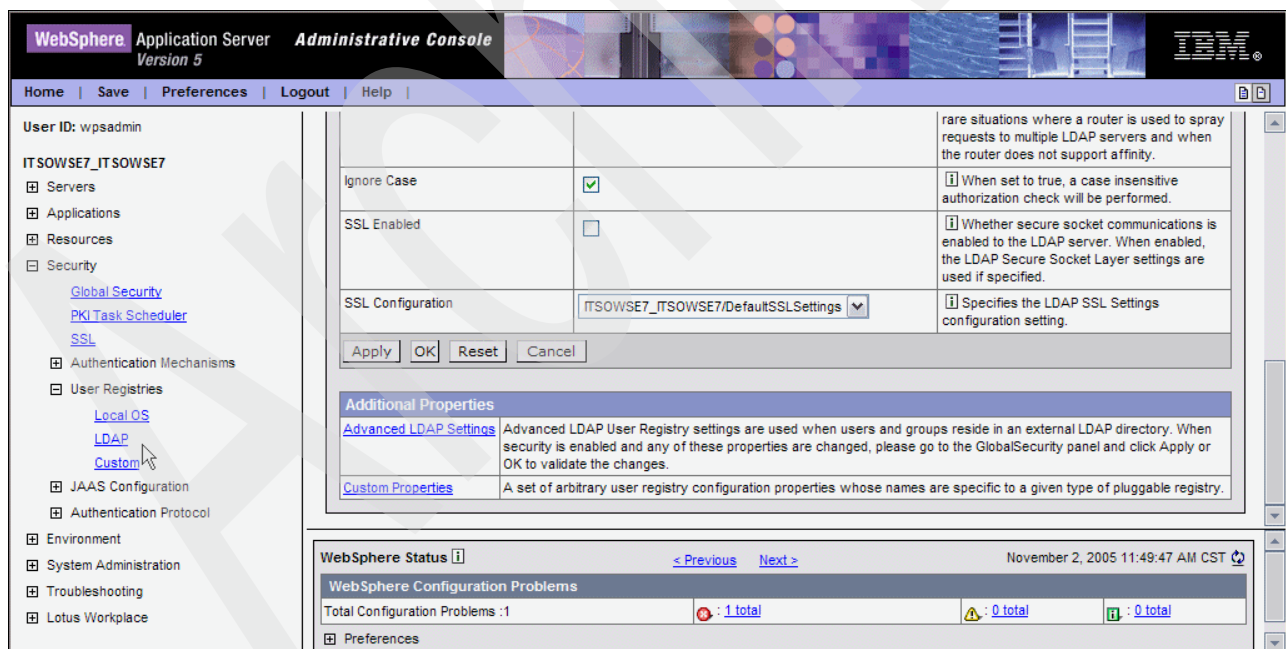 WebSphere. Application Server Administrative Console
Version 5
IBM®
Home | Save | Preferences | Logout | Help |
User ID: wpsadmin
ITSOWSE7_ITSOWSE7
Servers
Applications
Resources
Security
Global Security
PKI Task Scheduler
SSL
Authentication Mechanisms
User Registries
Local OS
LDAP
Custom
JAAS Configuration
Authentication Protocol
Environment
System Administration
Troubleshooting
Lotus Workplace
rare situations where a router is used to spray
requests to multiple LDAP servers and when
the router does not support affinity.
Ignore Case
i When set to true, a case insensitive
authorization check will be performed.
SSL Enabled
i Whether secure socket communications is
enabled to the LDAP server. When enabled,
the LDAP Secure Socket Layer settings are
used if specified.
SSL Configuration
ITSOWSE7_ITSOWSE7/DefaultSSLSettings
i Specifies the LDAP SSL Settings
configuration setting.
Apply OK Reset Cancel
Additional Properties
Advanced LDAP Settings
Advanced LDAP User Registry settings are used when users and groups reside in an external LDAP directory. When
security is enabled and any of these properties are changed, please go to the GlobalSecurity panel and click Apply or
OK to validate the changes.
Custom Properties
A set of arbitrary user registry configuration properties whose names are specific to a given type of pluggable registry.
WebSphere Status i
< Previous Next >
November 2, 2005 11:49:47 AM CST
WebSphere Configuration Problems
Total Configuration Problems :1
: 1 total
: 0 total
: 0 total
Preferences